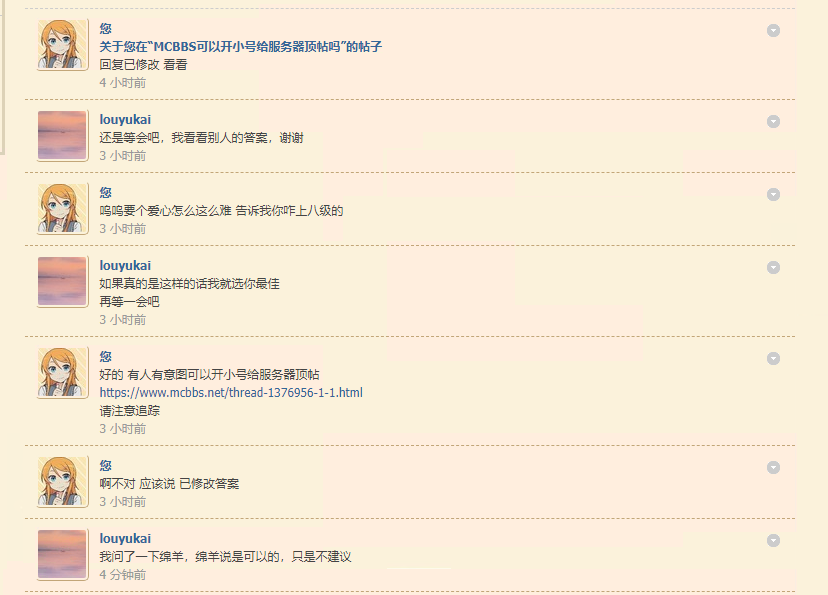 您
关于您在“MCBBS可以开小号给服务器顶帖吗”的帖子
回复已修改 看看
4 小时前
louyukai
还是等会吧，我看看别人的答案，谢谢
3 小时前
您
呜呜要个爱心怎么这么难 告诉我你咋上八级的
3 小时前
louyukai
如果真的是这样的话我就选你最佳
再等一会会吧
3 小时前
您
好的 有人有意图可以开小号给服务器顶帖
https://www.mcbbs.net/thread-1376956-1-1.html
请注意追踪
3 小时前
您
啊不对 应该说 已修改答案
3 小时前
louyukai
我问了一下绵羊，绵羊说是可以的，只是不建议
4 分钟前